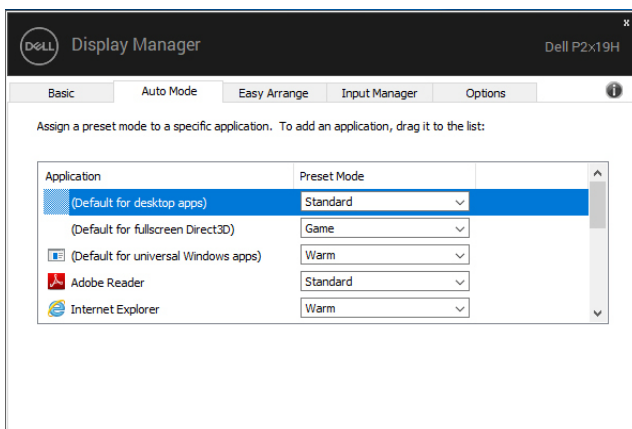 x
DELL Display Manager Dell P2x19H
Basic Auto Mode Easy Arrange Input Manager Options
Assign a preset mode to a specific application. To add an application, drag it to the list:
Application Preset Mode
(Default for desktop apps) Standard
(Default for fullscreen Direct3D) Game
(Default for universal Windows apps) Warm
Adobe Reader Standard
Internet Explorer Warm